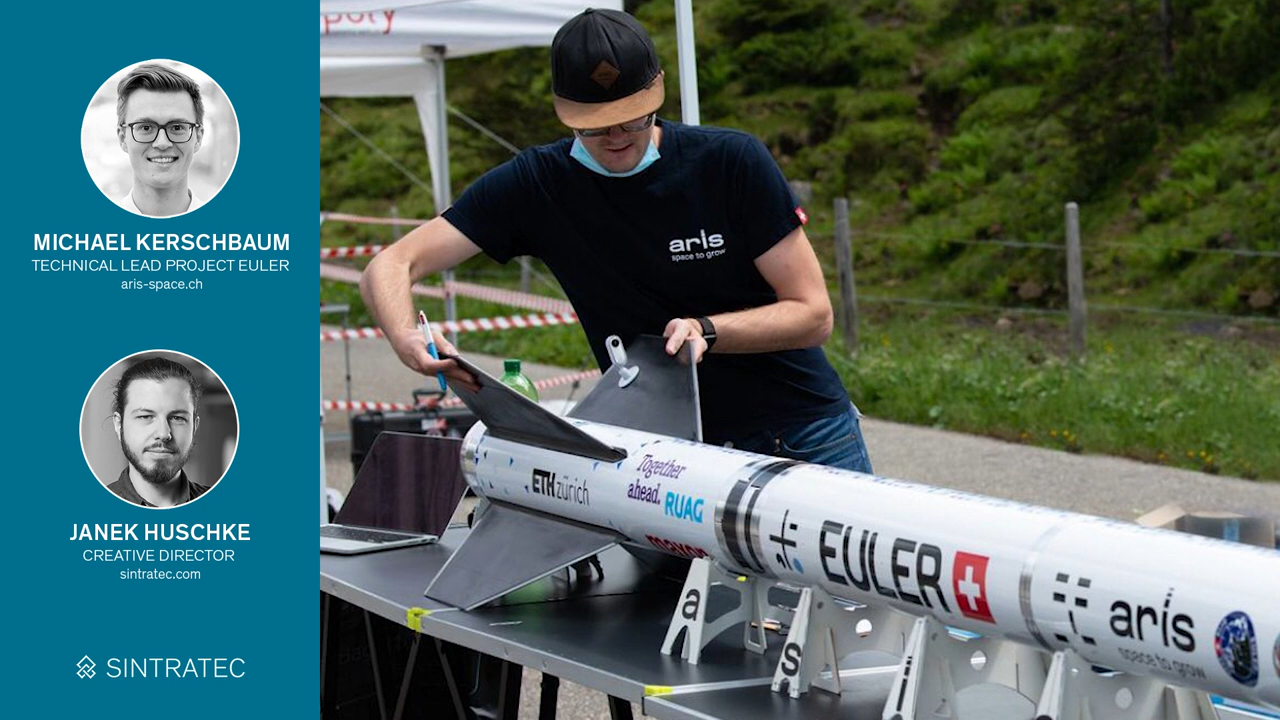 MICHAEL KERSCHBAUM
TECHNICAL LEAD PROJECT EULER
aris-space.ch
JANEK HUSCHKE
CREATIVE DIRECTOR
sintratec.com
SINTRATEC
aris
space to grow
ETH zürich
Together
ahead. RUAG
maxon
EULER
aris
space to grow
a
s
i